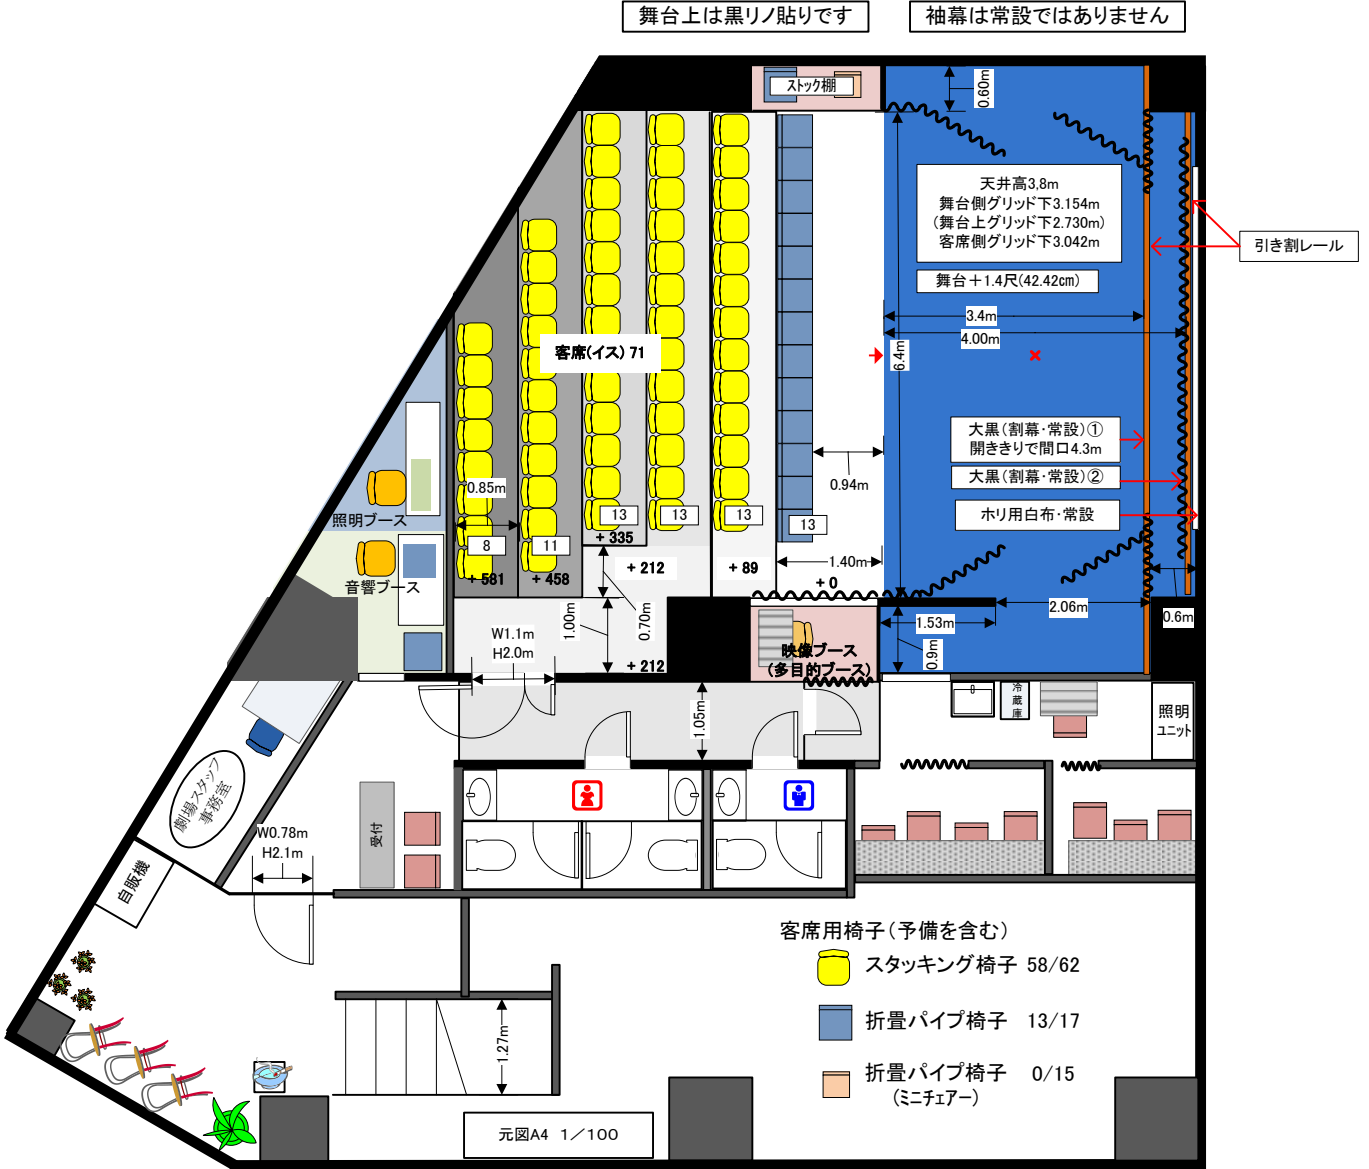 舞台上は黒リノ貼りです
袖幕は常設ではありません
ストック棚
0.60m
天井高3,8m
舞台側グリッド下3.154m
(舞台上グリッド下2.730m)
客席側グリッド下3.042m
舞台＋1.4尺(42.42cm)
引き割レール
3.4m
4.00m
6.4m
客席(イス) 71
大黒(割幕･常設)①
開ききりで間口4.3m
大黒(割幕･常設)②
ホリ用白布･常設
0.94m
0.85m
照明ブース
音響ブース
8
11
13
13
13
13
+ 581
+ 458
+ 335
+ 212
+ 89
1.40m
+ 0
1.00m
0.70m
+ 212
W1.1m
H2.0m
映像ブース
(多目的ブース)
1.53m
0.9m
2.06m
0.6m
1.05m
冷蔵庫
照明
ユニット
劇場スタッフ
事務室
W0.78m
H2.1m
受付
自販機
客席用椅子(予備を含む)
スタッキング椅子 58/62
折畳パイプ椅子 13/17
折畳パイプ椅子 0/15
(ミニチェアー)
1.27m
元図A4 1／100